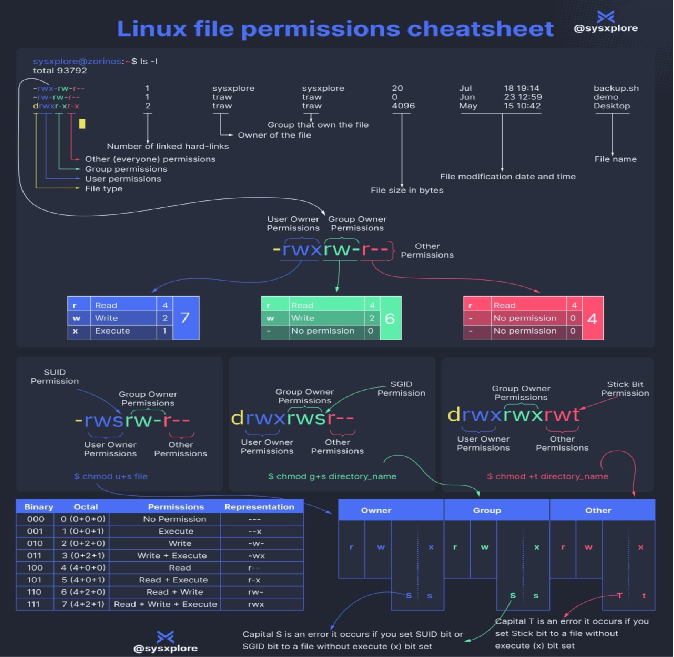 Linux file permissions cheatsheet
@sysxplore
sysxplore@zorinos:~$ ls -l
total 93792
-rwxrw-r-- 1 sysxplore sysxplore 20 Jul 18 19:14 backup.sh
-rw-rw-r-- 1 traw traw 0 Jun 23 12:59 demo
drwxr-xr-x 2 traw traw 4096 May 15 10:42 Desktop
Group that own the file
Owner of the file
Number of linked hard-links
Other (everyone) permissions
Group permissions
User permissions
File type
File size in bytes
File modification date and time
File name
User Owner Permissions
Group Owner Permissions
-rwxrw-r--
Other Permissions
r Read 4
w Write 2
x Execute 1
7
r Read 4
w Write 2
- No permission 0
6
r Read 4
- No permission 0
- No permission 0
4
SUID Permission
Group Owner Permissions
-rwsrw-r--
User Owner Permissions
Other Permissions
$ chmod u+s file
SGID Permission
Group Owner Permissions
drwxrwsr--
User Owner Permissions
Other Permissions
$ chmod g+s directory_name
Stick Bit Permission
Group Owner Permissions
drwxrwxrwt
User Owner Permissions
Other Permissions
$ chmod +t directory_name
Binary Octal Permissions Representation
000 0 (0+0+0) No Permission ---
001 1 (0+0+1) Execute --x
010 2 (0+2+0) Write -w-
011 3 (0+2+1) Write + Execute -wx
100 4 (4+0+0) Read r--
101 5 (4+0+1) Read + Execute r-x
110 6 (4+2+0) Read + Write rw-
111 7 (4+2+1) Read + Write + Execute rwx
Owner Group Other
r w x r w x r w x
S s S s T t
Capital S is an error it occurs if you set SUID bit or
SGID bit to a file without execute (x) bit set
Capital T is an error it occurs if you
set Stick bit to a file without
execute (x) bit set
@sysxplore